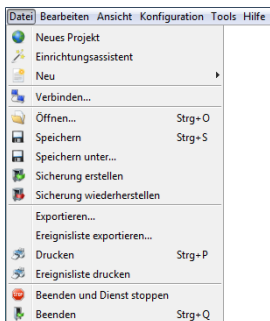 Datei Bearbeiten Ansicht Konfiguration Tools Hilfe
Neues Projekt
Einrichtungsassistent
Neu
Verbinden...
Öffnen... Strg+O
Speichern Strg+S
Speichern unter...
Sicherung erstellen
Sicherung wiederherstellen
Exportieren...
Ereignisliste exportieren...
Drucken Strg+P
Ereignisliste drucken
Beenden und Dienst stoppen
Beenden Strg+Q